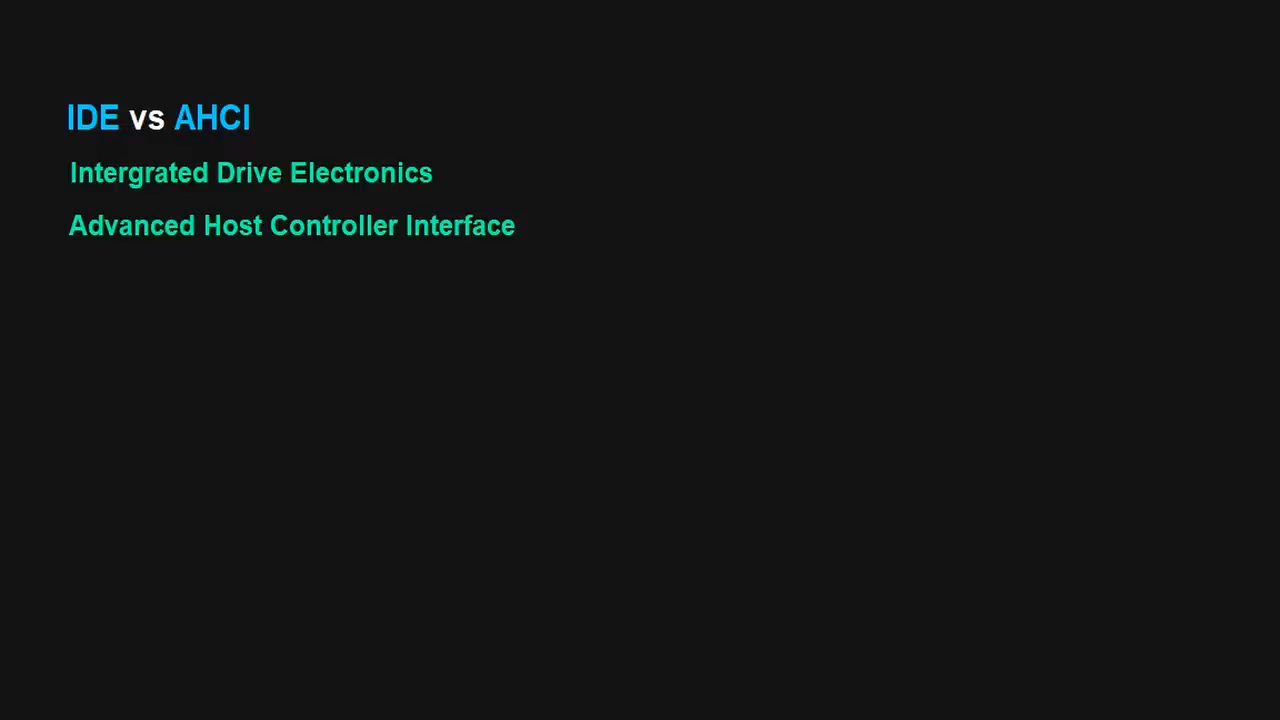 IDE vs AHCI
Intergrated Drive Electronics
Advanced Host Controller Interface